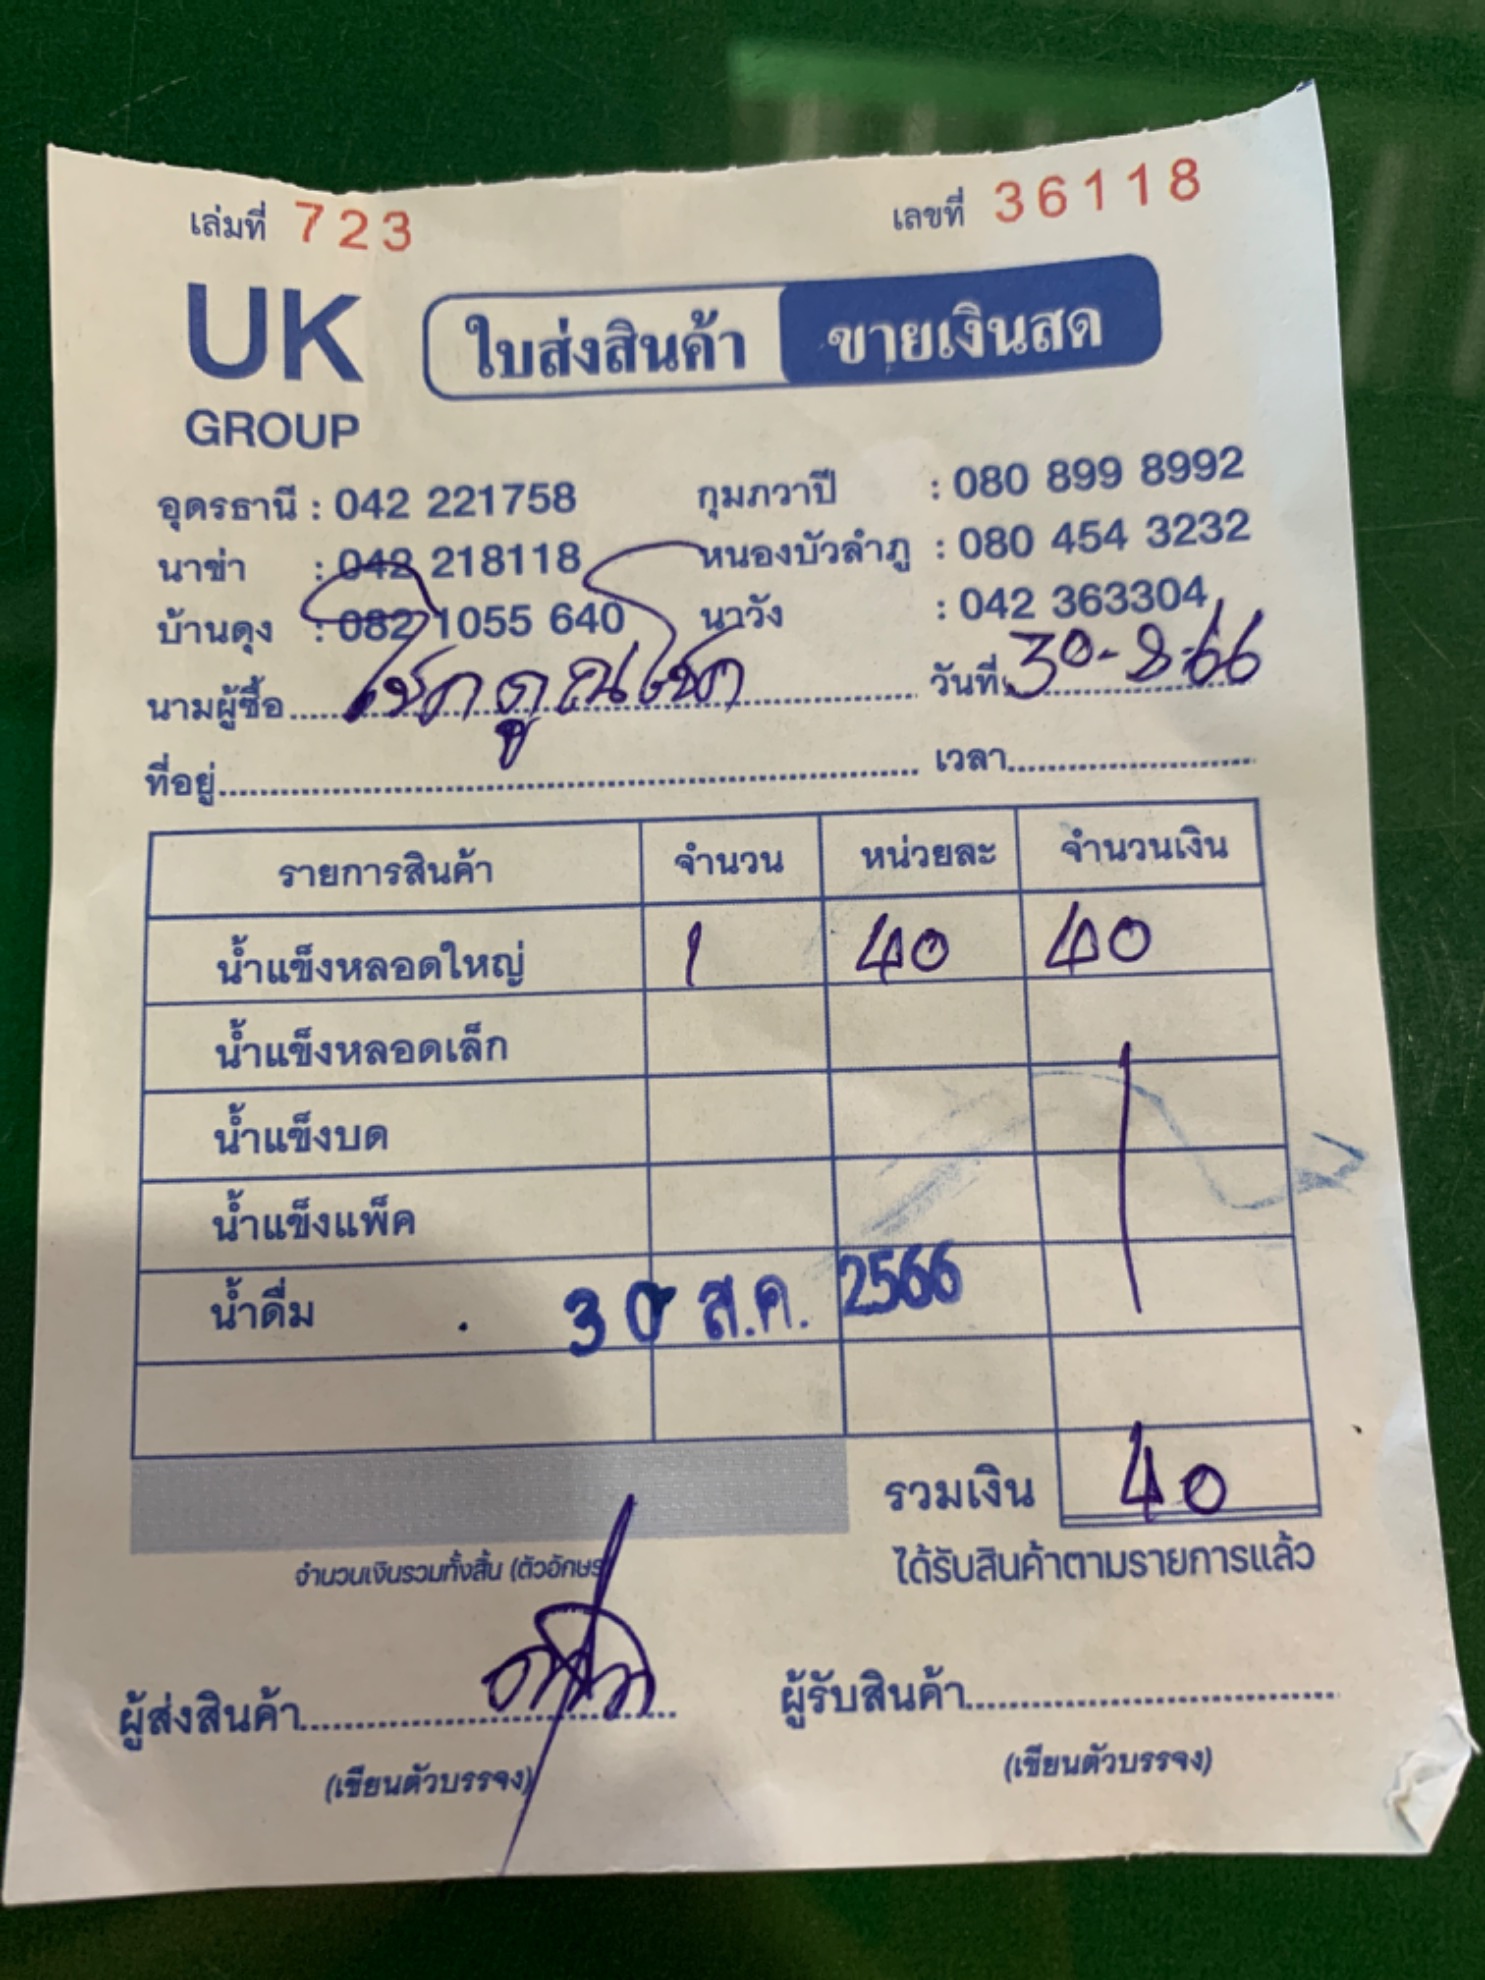 เล่มที่ 723 เลขที่ 36118
UK GROUP
ใบส่งสินค้า ขายเงินสด
อุดรธานี : 042 221758 กุมภวาปี : 080 899 8992
นาข่า : 042 218118 หนองบัวลำภู : 080 454 3232
บ้านดุง : 082 1055 640 นาวัง : 042 363304
นามผู้ซื้อ โชคคูณโชค วันที่ 30-8-66
ที่อยู่ เวลา
รายการสินค้า จำนวน หน่วยละ จำนวนเงิน
น้ำแข็งหลอดใหญ่ 1 40 40
น้ำแข็งหลอดเล็ก
น้ำแข็งบด
น้ำแข็งแพ็ค
น้ำดื่ม 30 ส.ค. 2566
รวมเงิน 40
จำนวนเงินรวมทั้งสิ้น (ตัวอักษร) ได้รับสินค้าตามรายการแล้ว
ผู้ส่งสินค้า ผู้รับสินค้า
(เขียนตัวบรรจง) (เขียนตัวบรรจง)